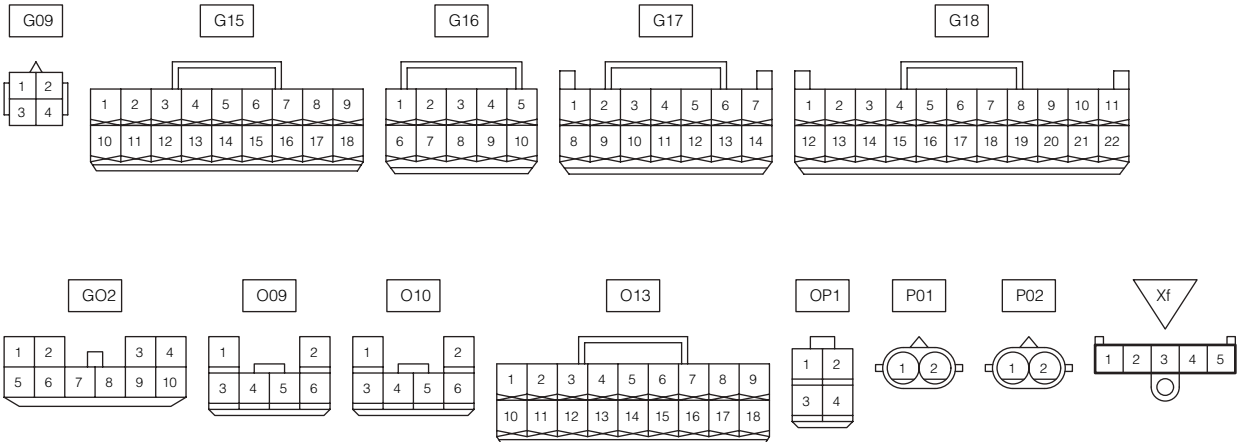 G09 G15 G16 G17 G18
1 2 1 2 3 4 5 6 7 8 9 1 2 3 4 5 1 2 3 4 5 6 7 1 2 3 4 5 6 7 8 9 10 11
3 4 10 11 12 13 14 15 16 17 18 6 7 8 9 10 8 9 10 11 12 13 14 12 13 14 15 16 17 18 19 20 21 22
GO2 O09 O10 O13 OP1 P01 P02 Xf
1 2 3 4 1 2 1 2 1 2 3 4 5 6 7 8 9 1 2 1 2 1 2 1 2 3 4 5
5 6 7 8 9 10 3 4 5 6 3 4 5 6 10 11 12 13 14 15 16 17 18 3 4